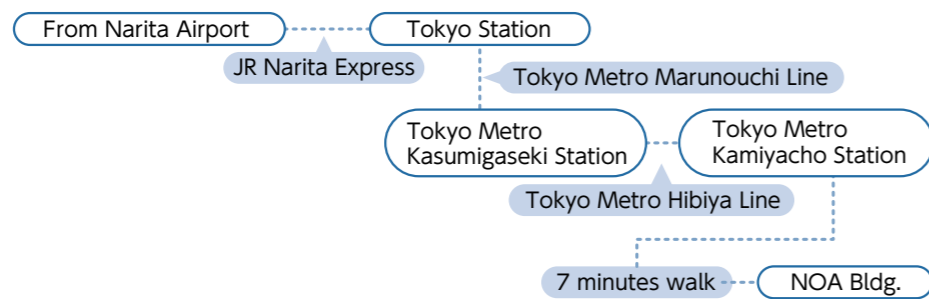 From Narita Airport
Tokyo Station
JR Narita Express
Tokyo Metro Marunouchi Line
Tokyo Metro
Kasumigaseki Station
Tokyo Metro
Kamiyacho Station
Tokyo Metro Hibiya Line
7 minutes walk
NOA Bldg.